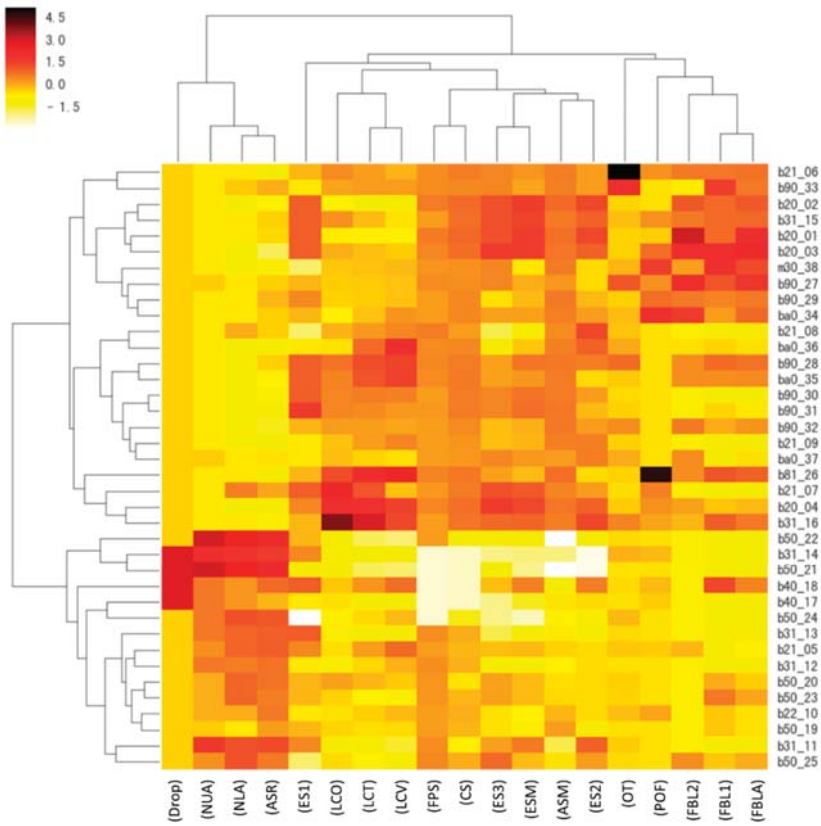 4.5
3.0
1.5
0.0
- 1.5
b21_06
b90_33
b20_02
b31_15
b20_01
b20_03
m30_38
b90_27
b90_29
ba0_34
b21_08
ba0_36
b90_28
ba0_35
b90_30
b90_31
b90_32
b21_09
ba0_37
b81_26
b21_07
b20_04
b31_16
b50_22
b31_14
b50_21
b40_18
b40_17
b50_24
b31_13
b21_05
b31_12
b50_20
b50_23
b22_10
b50_19
b31_11
b50_25
(Drop)
(NUA)
(NLA)
(ASR)
(ES1)
(LCO)
(LCT)
(LCV)
(FPS)
(CS)
(ES3)
(ESM)
(ASM)
(ES2)
(OT)
(POF)
(FBL2)
(FBL1)
(FBLA)